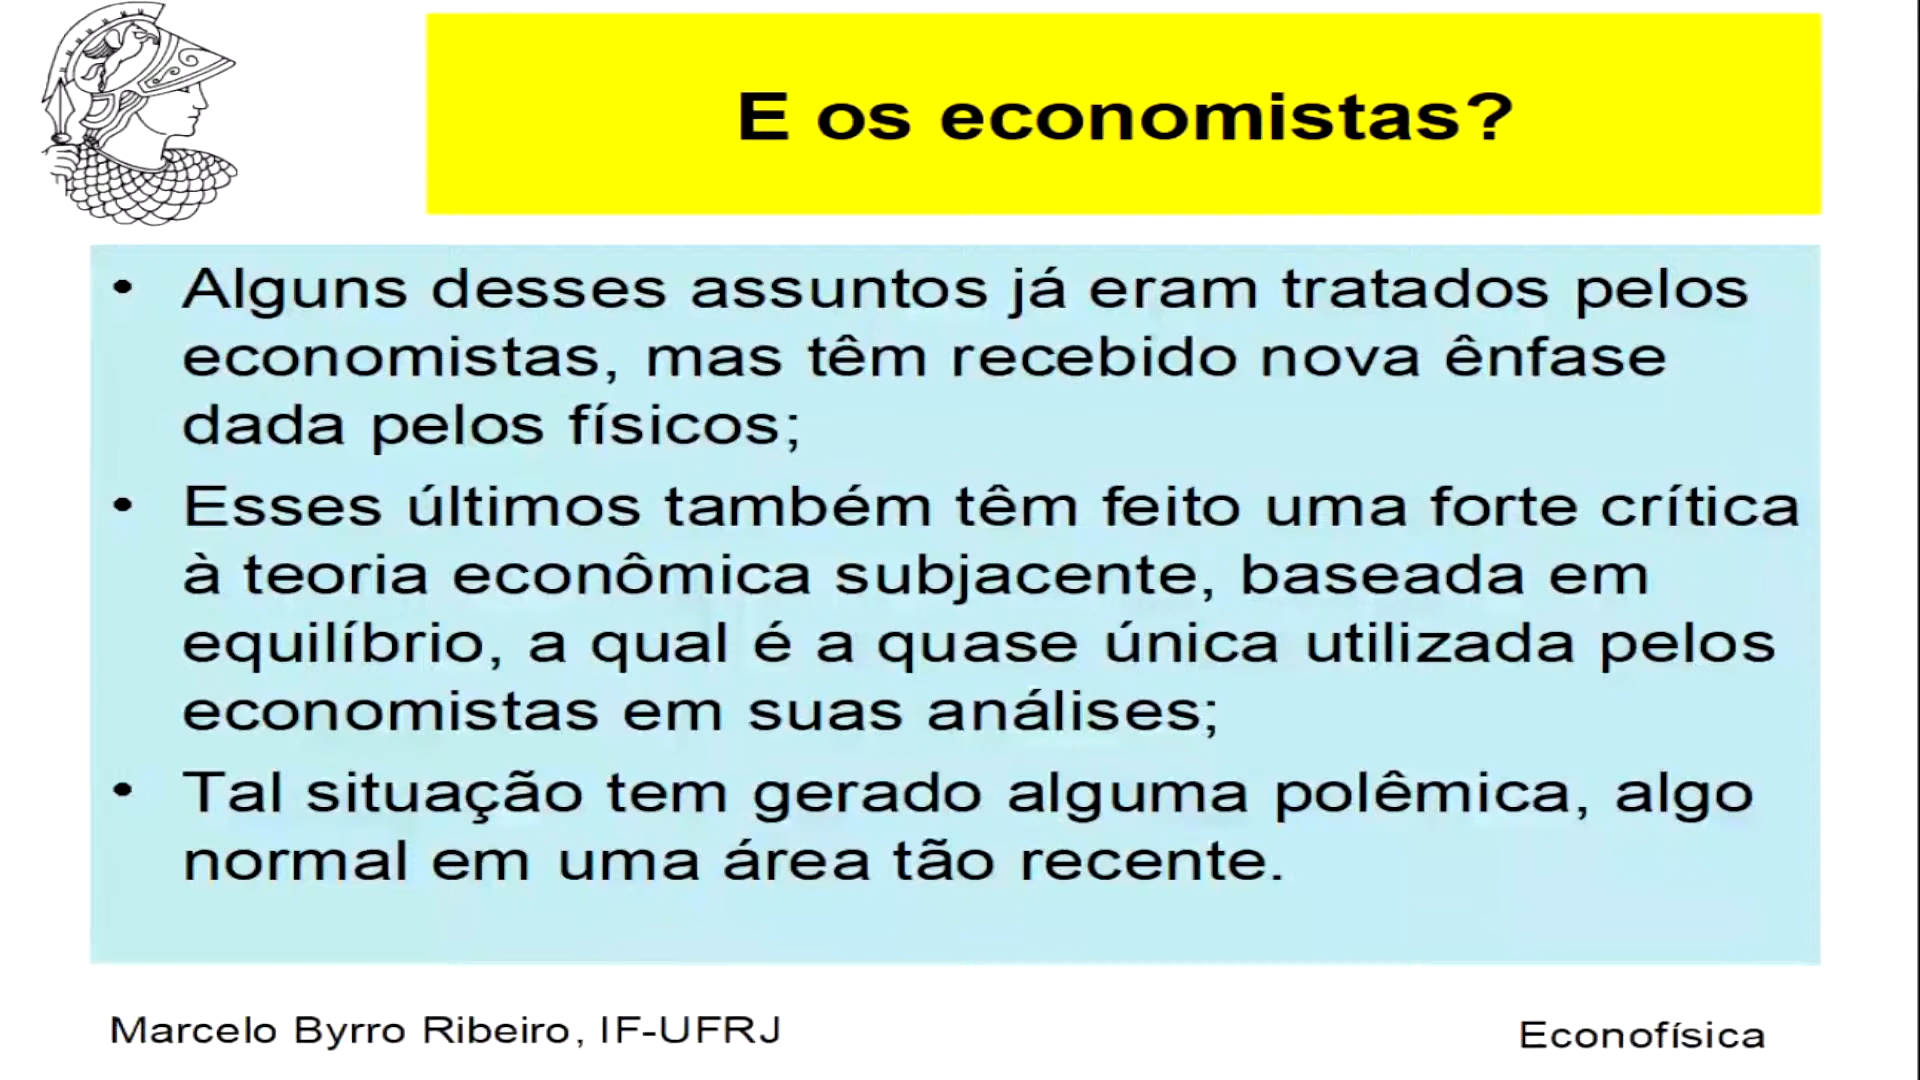 E os economistas?
• Alguns desses assuntos já eram tratados pelos
economistas, mas têm recebido nova ênfase
dada pelos físicos;
• Esses últimos também têm feito uma forte crítica
à teoria econômica subjacente, baseada em
equilíbrio, a qual é a quase única utilizada pelos
economistas em suas análises;
• Tal situação tem gerado alguma polêmica, algo
normal em uma área tão recente.
Marcelo Byrro Ribeiro, IF-UFRJ
Econofísica